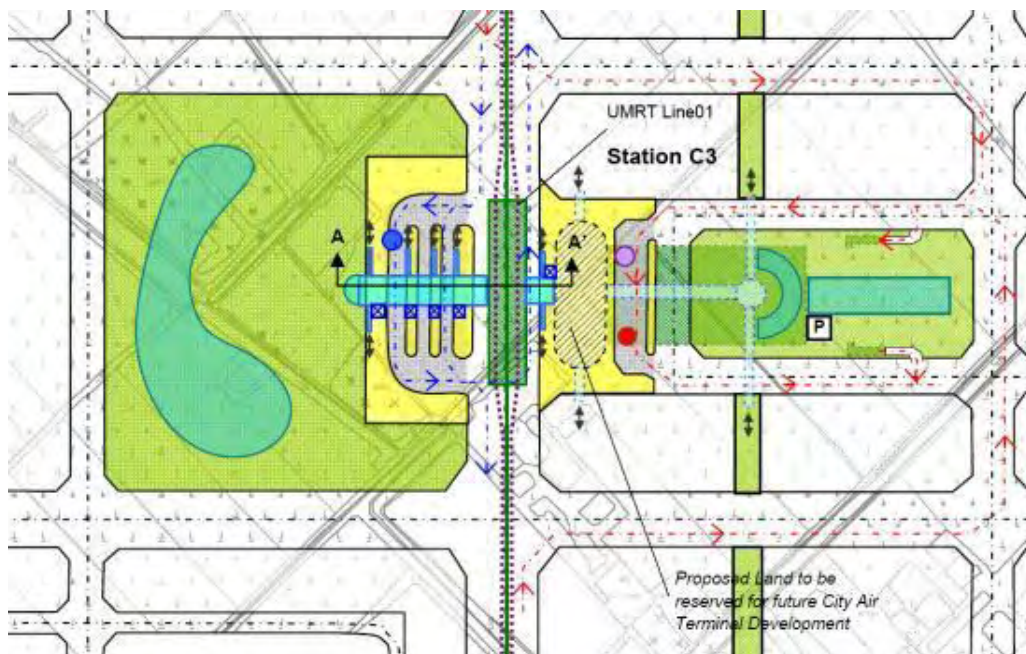 UMRT Line01
Station C3
A
A'
P
Proposed Land to be
reserved for future City Air
Terminal Development